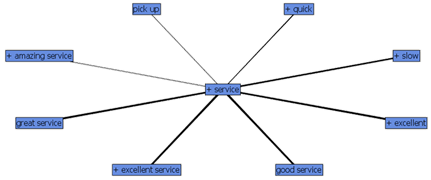 pick up
+ quick
+ amazing service
+ slow
+ service
great service
+ excellent
+ excellent service
good service